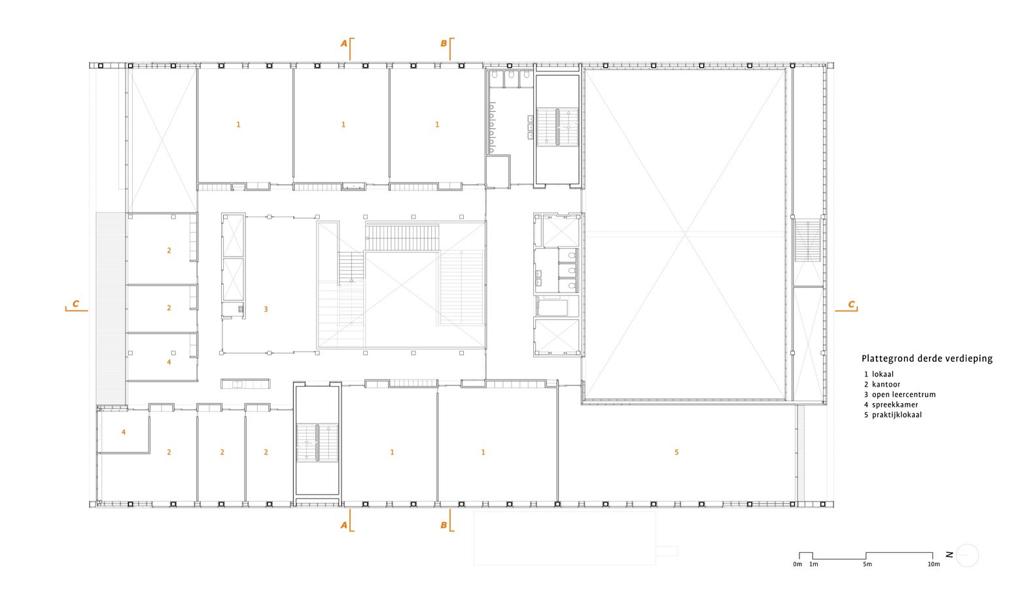 A B
1 1 1
2
C C
2
3
4
Plattegrond derde verdieping
1 lokaal
2 kantoor
3 open leercentrum
4 spreekkamer
5 praktijklokaal
4
2 2 2 1 1 5
A B
N
0m 1m 5m 10m